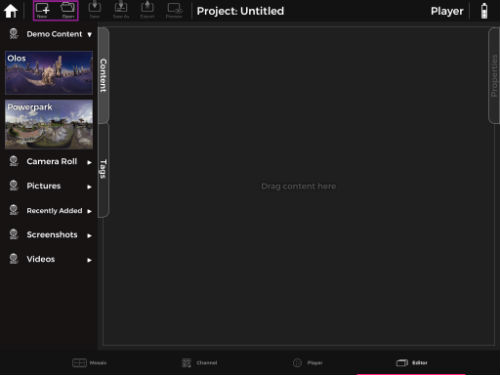 New Open Save Save As Export Preview
Project: Untitled
Player
Demo Content
Olos
Powerpark
Camera Roll
Pictures
Recently Added
Screenshots
Videos
Content
Tags
Drag content here
Properties
Mosaic Channel Player Editor